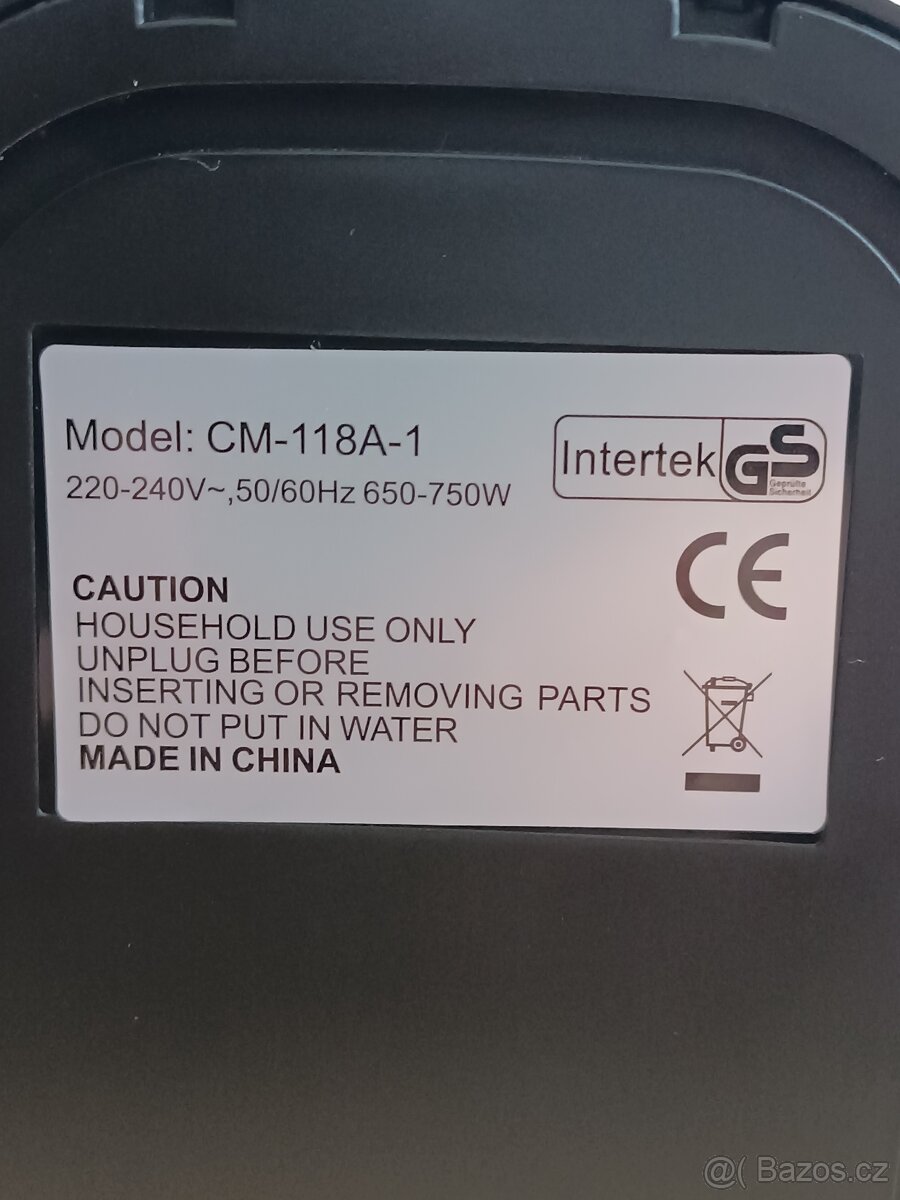 Model: CM-118A-1
220-240V~,50/60Hz 650-750W
Intertek GS
Geprüfte
Sicherheit
CE
CAUTION
HOUSEHOLD USE ONLY
UNPLUG BEFORE
INSERTING OR REMOVING PARTS
DO NOT PUT IN WATER
MADE IN CHINA
@( Bazos.cz